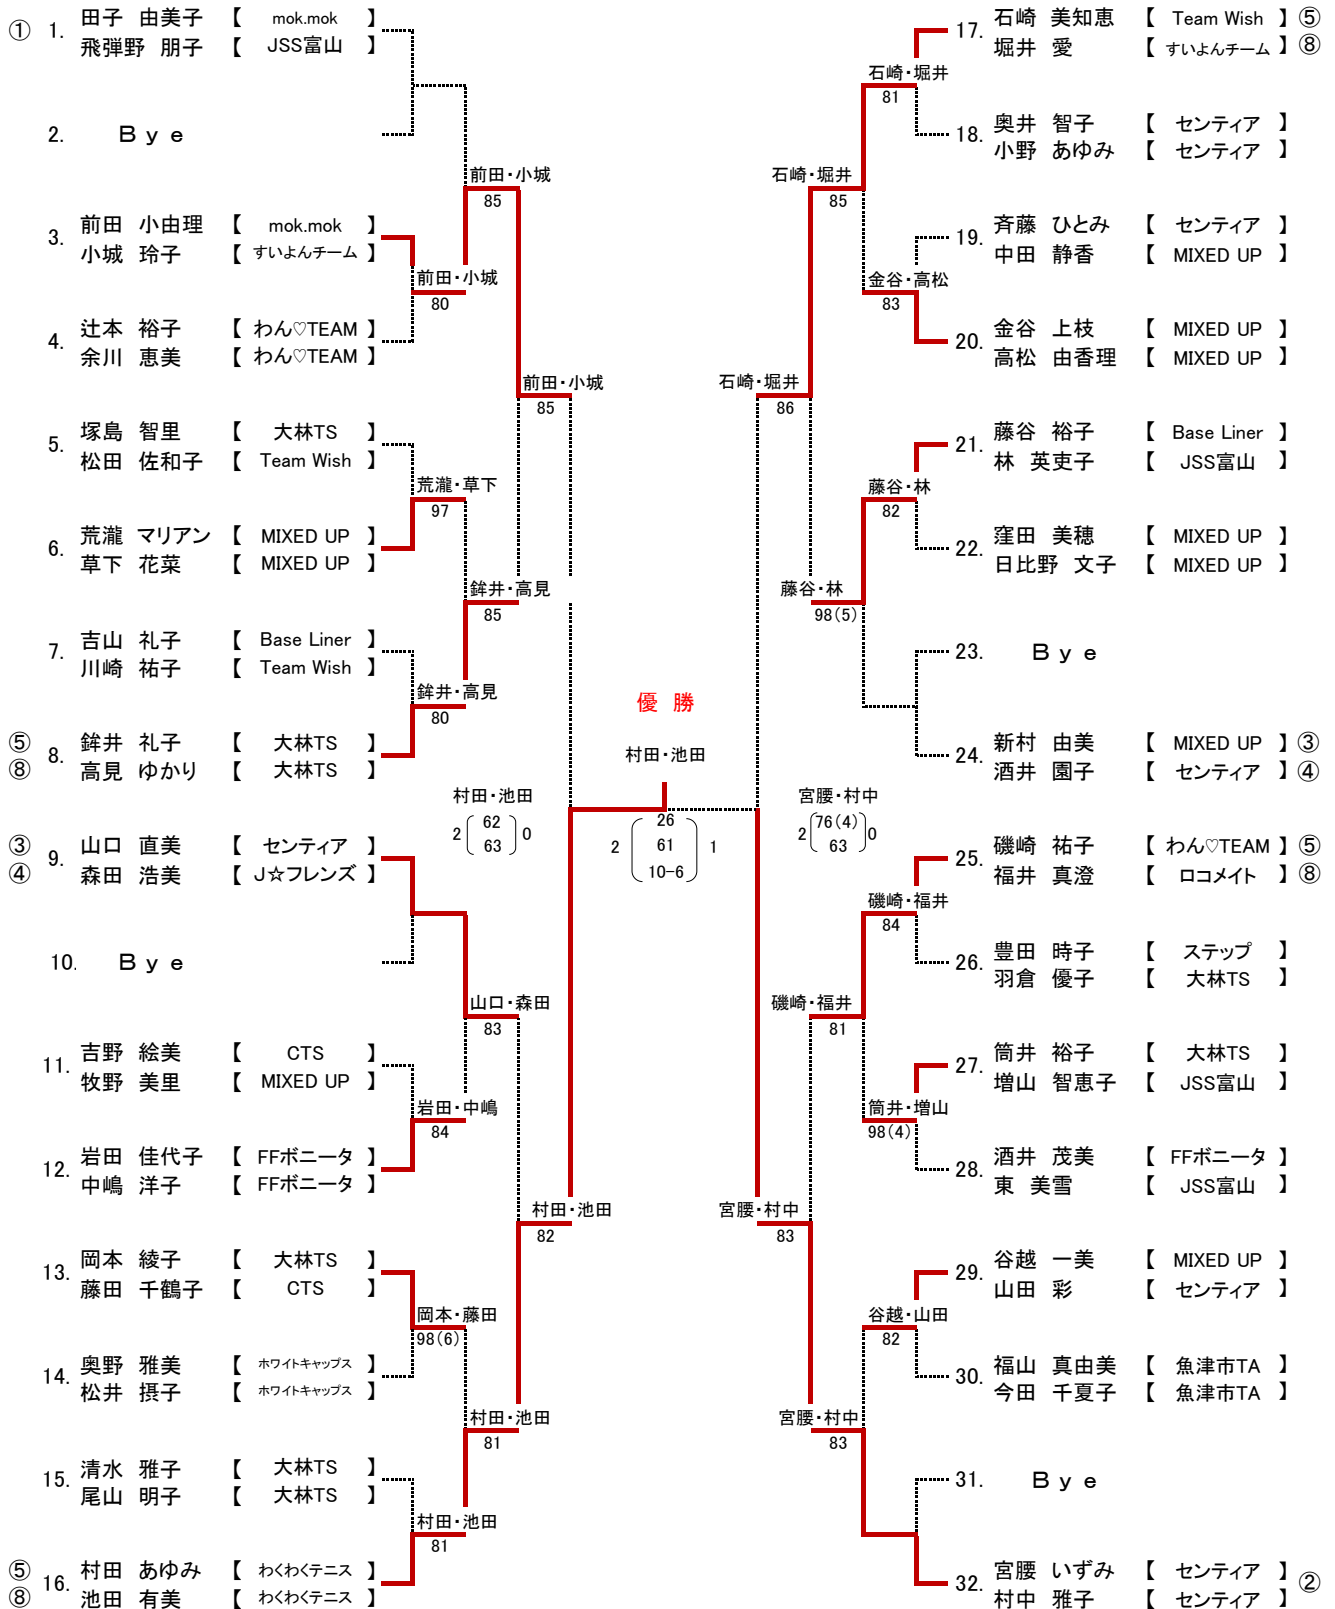 ① 1. 田子 由美子 【 mok.mok 】
飛弾野 朋子 【 JSS富山 】
2. Bye
前田・小城
85
3. 前田 小由理 【 mok.mok 】
小城 玲子 【 すいよんチーム 】
前田・小城
80
4. 辻本 裕子 【 わん♡TEAM 】
余川 恵美 【 わん♡TEAM 】
前田・小城
85
5. 塚島 智里 【 大林TS 】
松田 佐和子 【 Team Wish 】
荒瀧・草下
97
6. 荒瀧 マリアン 【 MIXED UP 】
草下 花菜 【 MIXED UP 】
鉾井・高見
85
7. 吉山 礼子 【 Base Liner 】
川崎 祐子 【 Team Wish 】
鉾井・高見
80
⑤ 8. 鉾井 礼子 【 大林TS 】
⑧ 高見 ゆかり 【 大林TS 】
村田・池田
2 62 63 0
③ 9. 山口 直美 【 センティア 】
④ 森田 浩美 【 J☆フレンズ 】
10. Bye
山口・森田
83
11. 吉野 絵美 【 CTS 】
牧野 美里 【 MIXED UP 】
岩田・中嶋
84
12. 岩田 佳代子 【 FFボニータ 】
中嶋 洋子 【 FFボニータ 】
村田・池田
82
13. 岡本 綾子 【 大林TS 】
藤田 千鶴子 【 CTS 】
岡本・藤田
98(6)
14. 奥野 雅美 【 ホワイトキャップス 】
松井 摂子 【 ホワイトキャップス 】
村田・池田
81
15. 清水 雅子 【 大林TS 】
尾山 明子 【 大林TS 】
村田・池田
81
⑤ 16. 村田 あゆみ 【 わくわくテニス 】
⑧ 池田 有美 【 わくわくテニス 】
優 勝
村田・池田
26
2 61 1
10-6
17. 石崎 美知恵 【 Team Wish 】 ⑤
堀井 愛 【 すいよんチーム 】 ⑧
石崎・堀井
81
18. 奥井 智子 【 センティア 】
小野 あゆみ 【 センティア 】
石崎・堀井
85
19. 斉藤 ひとみ 【 センティア 】
中田 静香 【 MIXED UP 】
金谷・高松
83
20. 金谷 上枝 【 MIXED UP 】
高松 由香理 【 MIXED UP 】
石崎・堀井
86
21. 藤谷 裕子 【 Base Liner 】
林 英吏子 【 JSS富山 】
藤谷・林
82
22. 窪田 美穂 【 MIXED UP 】
日比野 文子 【 MIXED UP 】
藤谷・林
98(5)
23. Bye
24. 新村 由美 【 MIXED UP 】 ③
酒井 園子 【 センティア 】 ④
宮腰・村中
2 76(4) 63 0
25. 磯崎 祐子 【 わん♡TEAM 】 ⑤
福井 真澄 【 ロコメイト 】 ⑧
磯崎・福井
84
26. 豊田 時子 【 ステップ 】
羽倉 優子 【 大林TS 】
磯崎・福井
81
27. 筒井 裕子 【 大林TS 】
増山 智恵子 【 JSS富山 】
筒井・増山
98(4)
28. 酒井 茂美 【 FFボニータ 】
東 美雪 【 JSS富山 】
宮腰・村中
83
29. 谷越 一美 【 MIXED UP 】
山田 彩 【 センティア 】
谷越・山田
82
30. 福山 真由美 【 魚津市TA 】
今田 千夏子 【 魚津市TA 】
宮腰・村中
83
31. Bye
32. 宮腰 いずみ 【 センティア 】 ②
村中 雅子 【 センティア 】